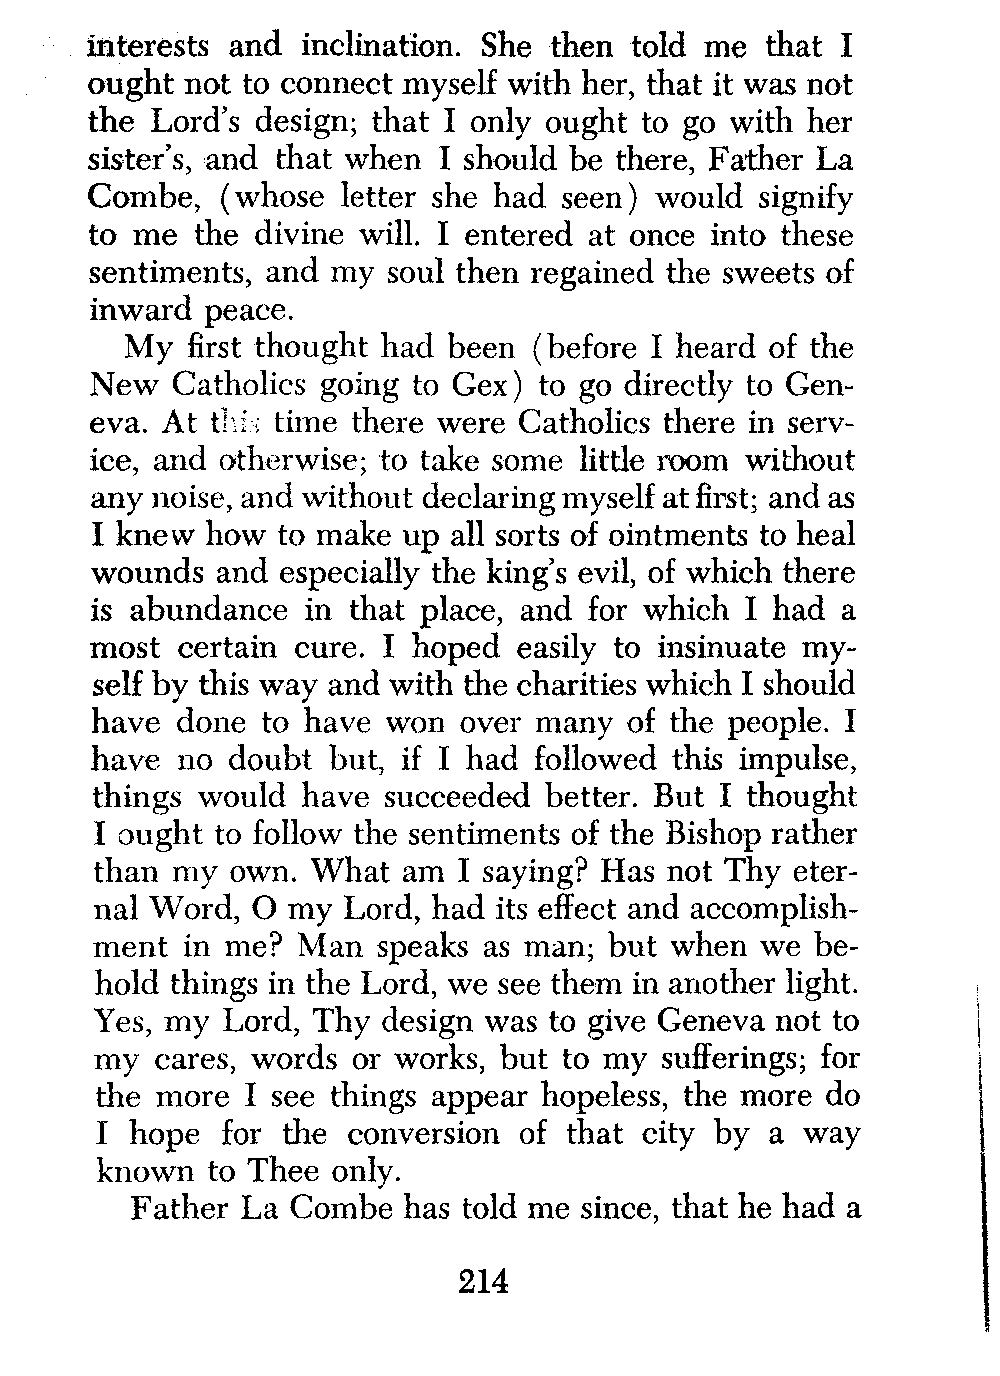 interests and inclination. She then told me that I
ought not to connect myself with her, that it was not
the Lord's design; that I only ought to go with her
sister's, and that when I should be there, Father La
Combe, (whose letter she had seen) would signify
to me the divine will. I entered at once into these
sentiments, and my soul then regained the sweets of
inward peace.
My first thought had been (before I heard of the
New Catholics going to Gex) to go directly to Gen-
eva. At this time there were Catholics there in serv-
ice, and otherwise; to take some little room without
any noise, and without declaring myself at first; and as
I knew how to make up all sorts of ointments to heal
wounds and especially the king's evil, of which there
is abundance in that place, and for which I had a
most certain cure. I hoped easily to insinuate my-
self by this way and with the charities which I should
have done to have won over many of the people. I
have no doubt but, if I had followed this impulse,
things would have succeeded better. But I thought
I ought to follow the sentiments of the Bishop rather
than my own. What am I saying? Has not Thy eter-
nal Word, O my Lord, had its effect and accomplish-
ment in me? Man speaks as man; but when we be-
hold things in the Lord, we see them in another light.
Yes, my Lord, Thy design was to give Geneva not to
my cares, words or works, but to my sufferings; for
the more I see things appear hopeless, the more do
I hope for the conversion of that city by a way
known to Thee only.
Father La Combe has told me since, that he had a
214